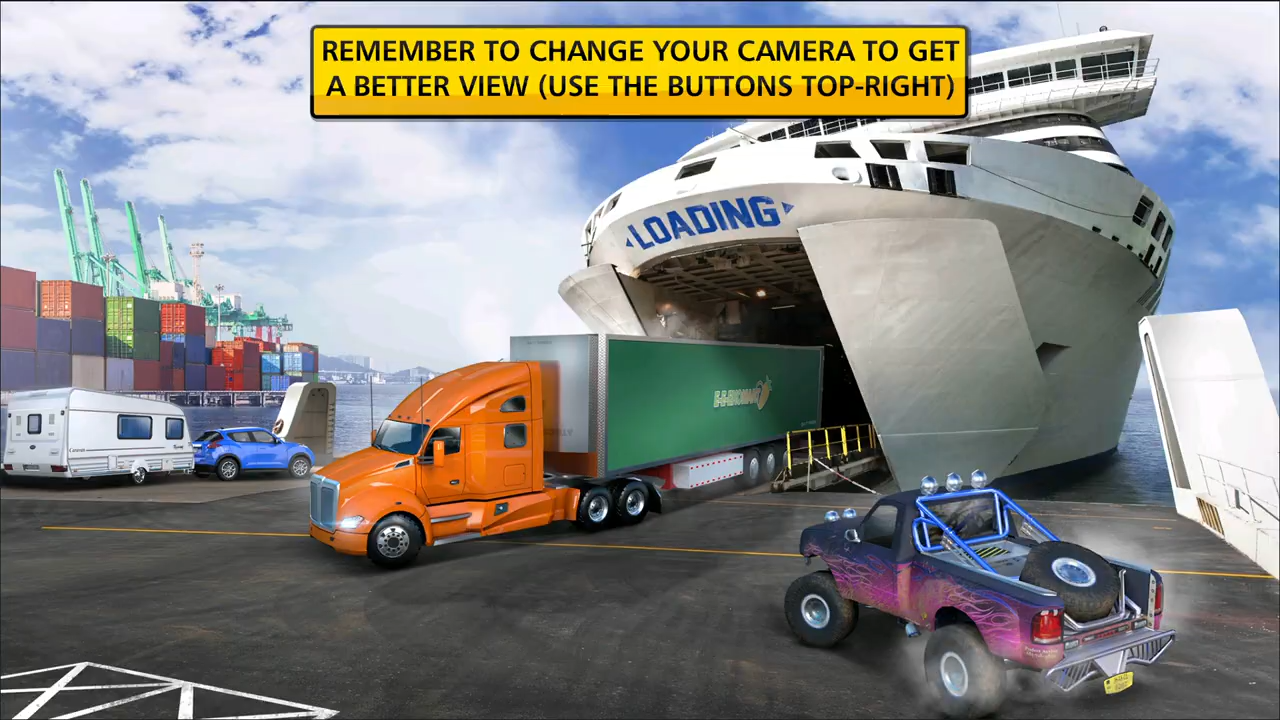 REMEMBER TO CHANGE YOUR CAMERA TO GET
A BETTER VIEW (USE THE BUTTONS TOP-RIGHT)
LOADING